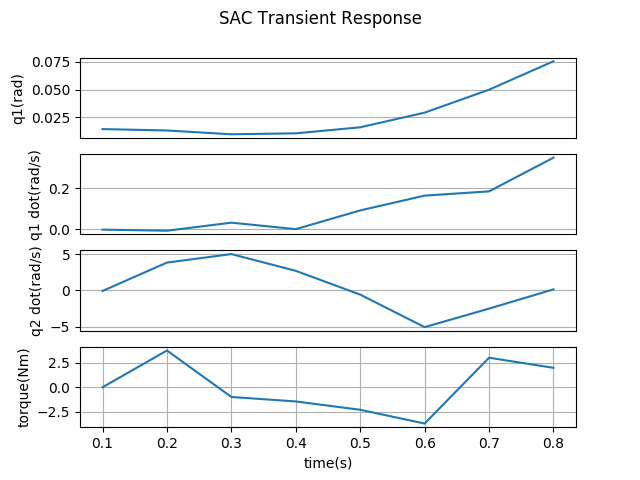 SAC Transient Response
0.075
0.050
0.025
q1(rad)
0.2
0.0
q1 dot(rad/s)
5
0
−5
q2 dot(rad/s)
2.5
0.0
−2.5
torque(Nm)
0.1 0.2 0.3 0.4 0.5 0.6 0.7 0.8
time(s)